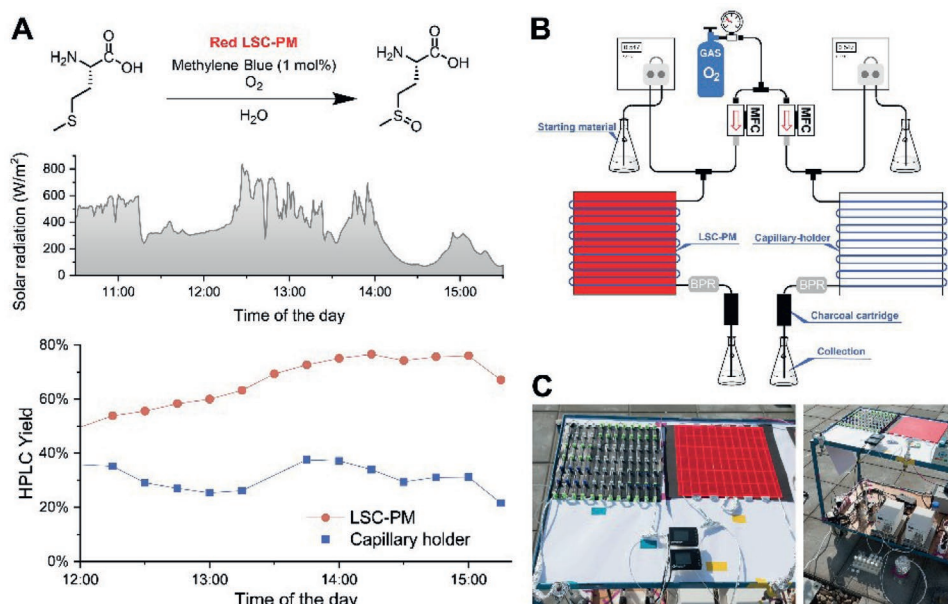 A
H₂N
O
OH
S
Red LSC-PM
Methylene Blue (1 mol%)
O₂
H₂O
H₂N
O
OH
S
O
Solar radiation (W/m²)
800
600
400
200
0
11:00 12:00 13:00 14:00 15:00
Time of the day
HPLC Yield
80%
60%
40%
20%
0%
LSC-PM
Capillary holder
12:00 13:00 14:00 15:00
Time of the day
B
GAS
O₂
MFC
MFC
Starting material
LSC-PM
Capillary-holder
BPR
BPR
Charcoal cartridge
Collection
C